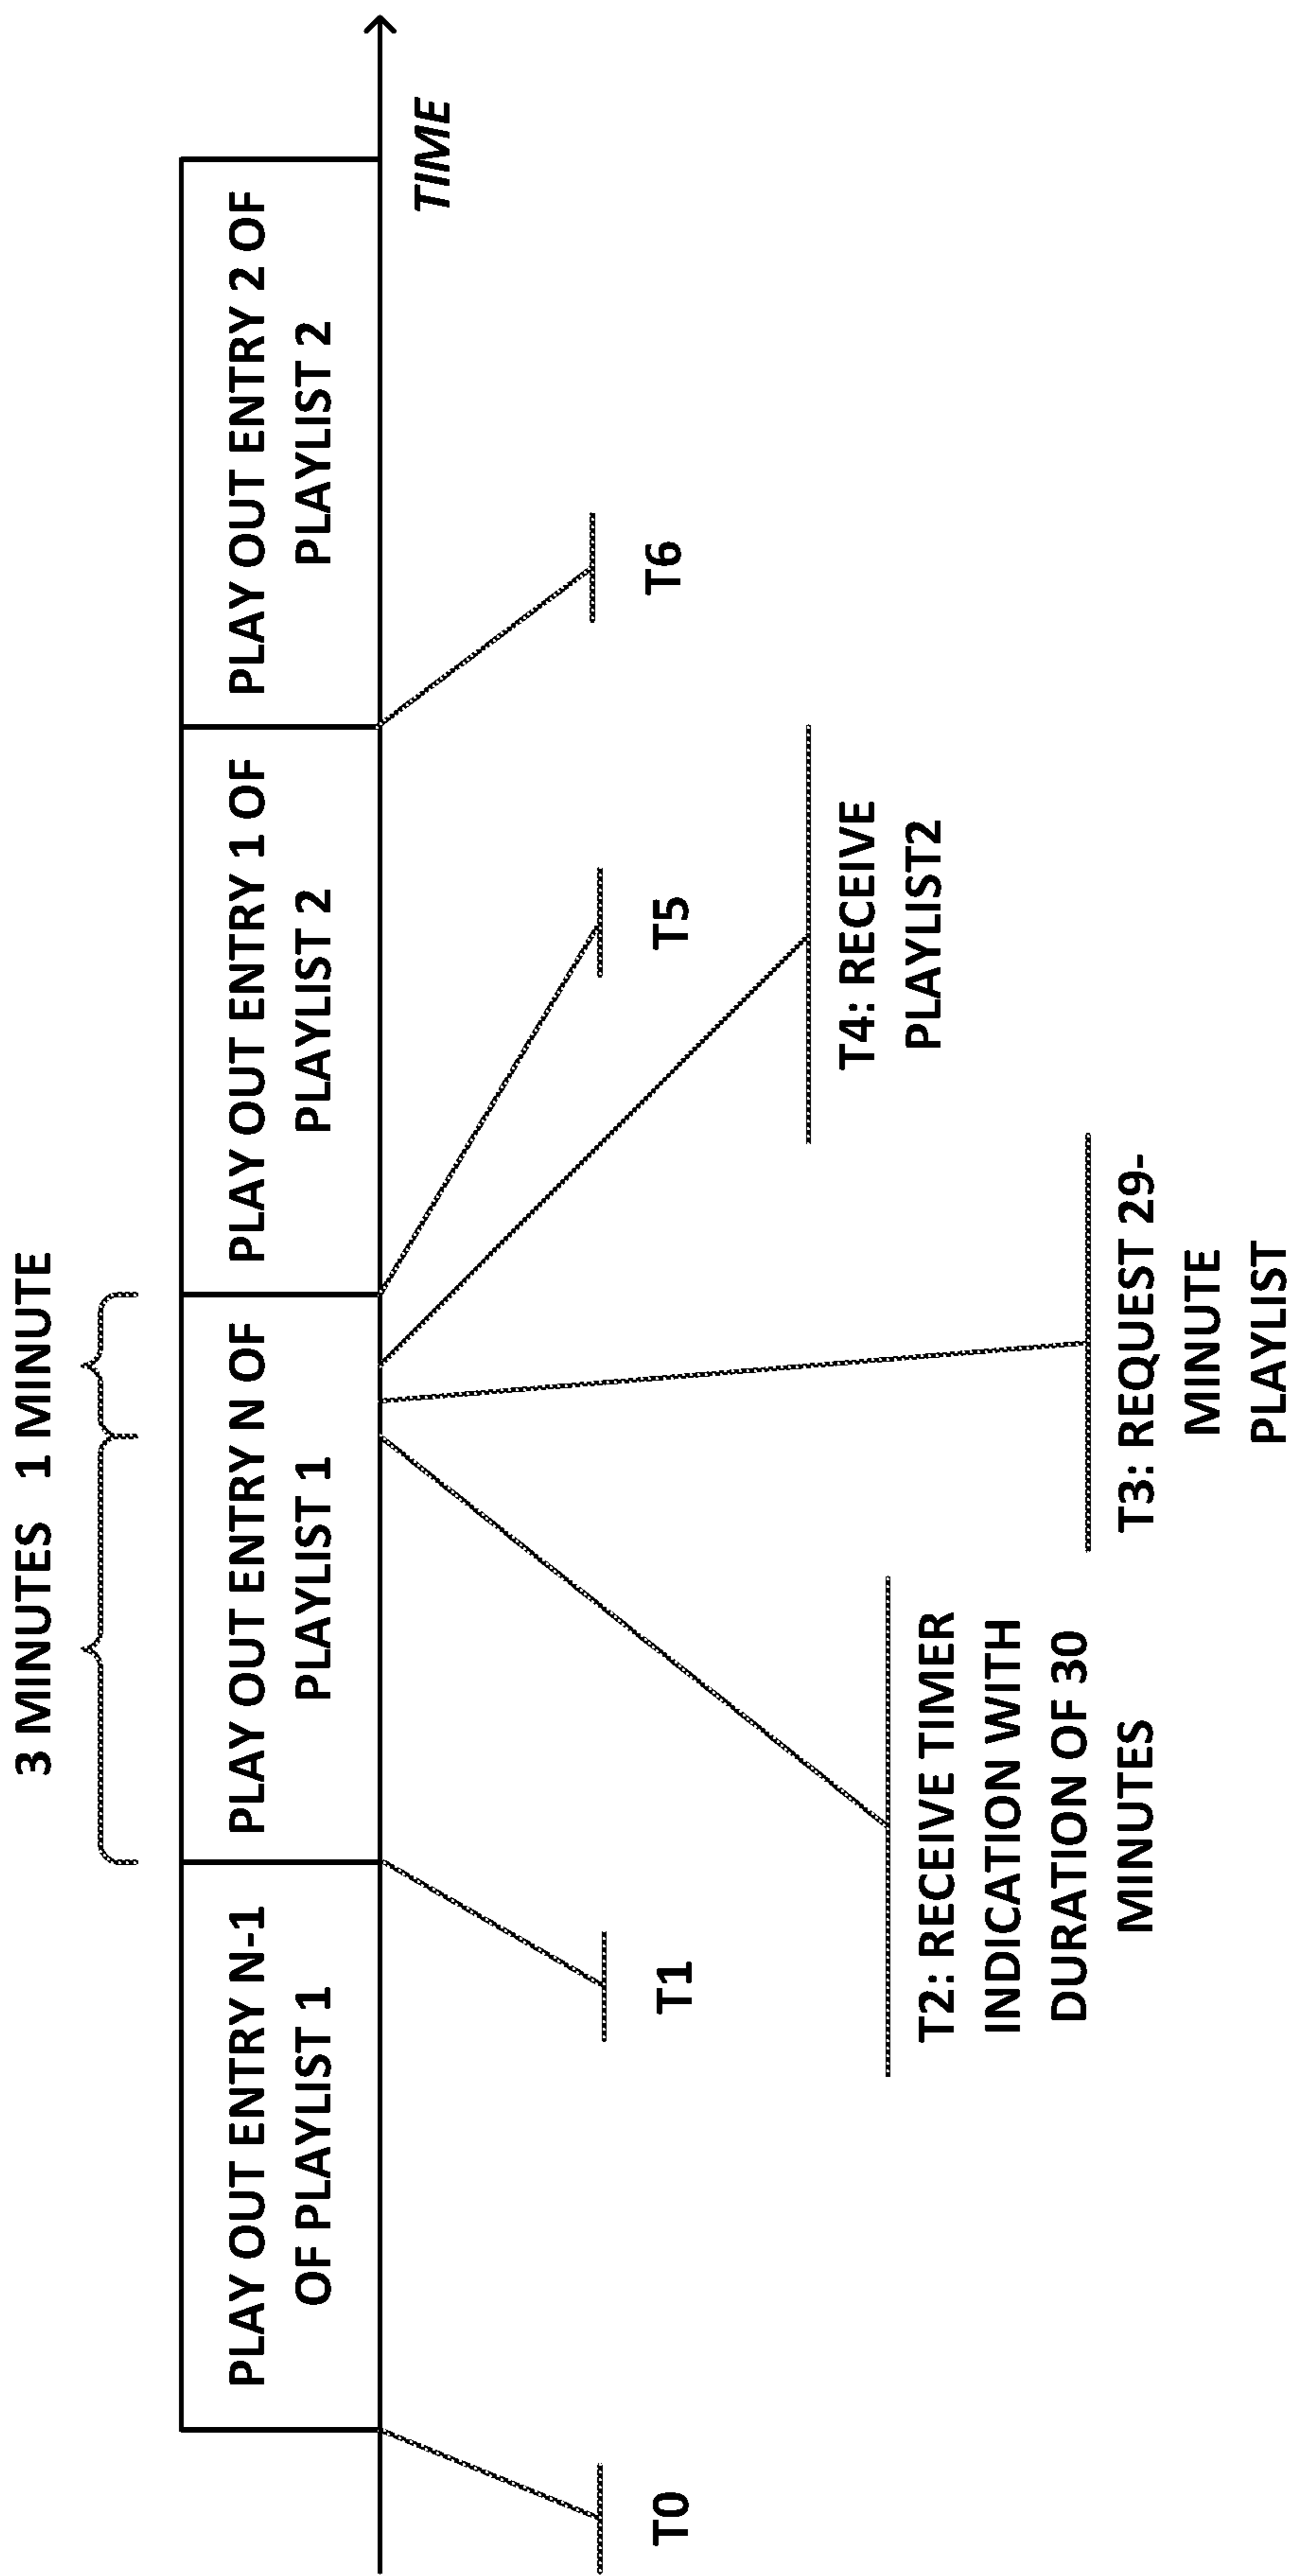 3 MINUTES 1 MINUTE
PLAY OUT ENTRY N-1
OF PLAYLIST 1
PLAY OUT ENTRY N OF
PLAYLIST 1
PLAY OUT ENTRY 1 OF
PLAYLIST 2
PLAY OUT ENTRY 2 OF
PLAYLIST 2
TIME
T0
T1
T2: RECEIVE TIMER
INDICATION WITH
DURATION OF 30
MINUTES
T3: REQUEST 29-
MINUTE
PLAYLIST
T4: RECEIVE
PLAYLIST2
T5
T6